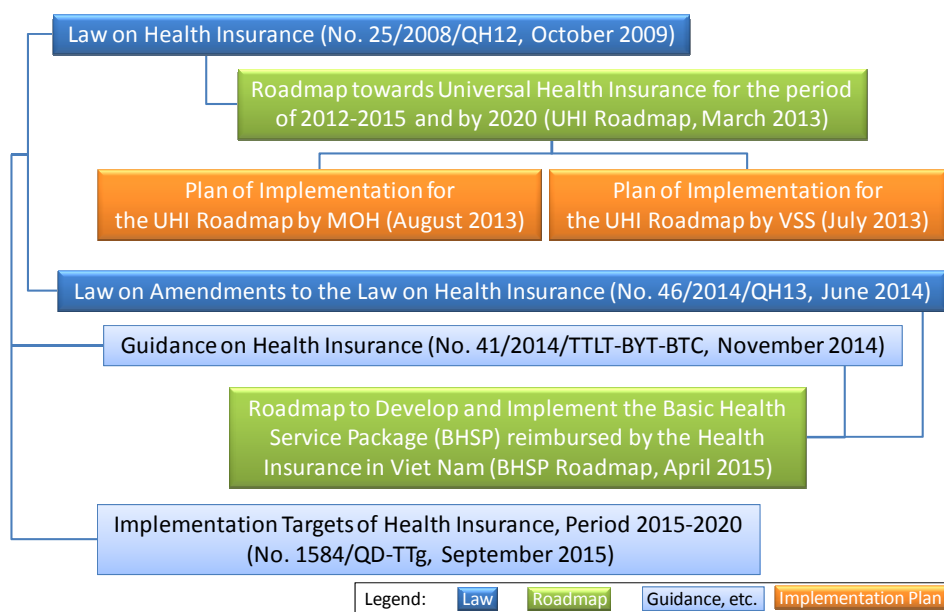 Law on Health Insurance (No. 25/2008/QH12, October 2009)
Roadmap towards Universal Health Insurance for the period
of 2012-2015 and by 2020 (UHI Roadmap, March 2013)
Plan of Implementation for
the UHI Roadmap by MOH (August 2013)
Plan of Implementation for
the UHI Roadmap by VSS (July 2013)
Law on Amendments to the Law on Health Insurance (No. 46/2014/QH13, June 2014)
Guidance on Health Insurance (No. 41/2014/TTLT-BYT-BTC, November 2014)
Roadmap to Develop and Implement the Basic Health
Service Package (BHSP) reimbursed by the Health
Insurance in Viet Nam (BHSP Roadmap, April 2015)
Implementation Targets of Health Insurance, Period 2015-2020
(No. 1584/QD-TTg, September 2015)
Legend: Law Roadmap Guidance, etc. Implementation Plan